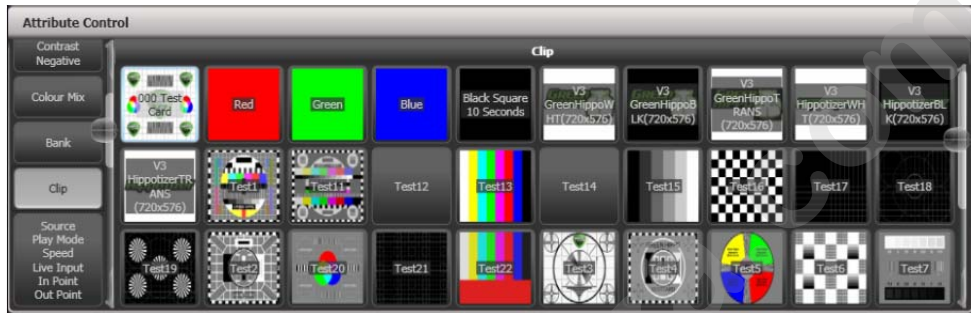 Attribute Control
Contrast
Negative
Colour Mix
Bank
Clip
Source
Play Mode
Speed
Live Input
In Point
Out Point
Clip
000 Test
Card
Red
Green
Blue
Black Square
10 Seconds
V3
GreenHippoW
HT(720x576)
V3
GreenHippoB
LK(720x576)
V3
GreenHippoT
RANS
(720x576)
V3
HippotizerWH
T(720x576)
V3
HippotizerBL
K(720x576)
V3
HippotizerTR
ANS
(720x576)
Test1
Test11
Test12
Test13
Test14
Test15
Test16
Test17
Test18
Test19
Test2
Test20
Test21
Test22
Test3
Test4
Test5
Test6
Test7